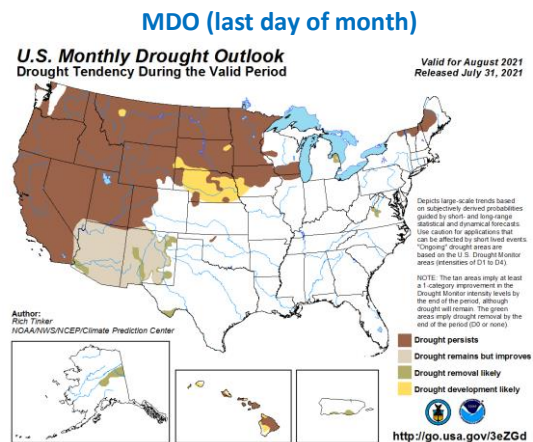 MDO (last day of month)
U.S. Monthly Drought Outlook
Drought Tendency During the Valid Period
Valid for August 2021
Released July 31, 2021
Depicts large-scale trends based
on subjectively derived probabilities
guided by short- and long-range
statistical and dynamical forecasts.
Use caution for applications that
can be affected by short lived events.
"Ongoing" drought areas are
based on the U.S. Drought Monitor
areas (intensities of D1 to D4).
NOTE: The tan areas imply at least
a 1-category improvement in the
Drought Monitor intensity levels by
the end of the period, although
drought will remain. The green
areas imply drought removal by the
end of the period (D0 or none)
Author:
Rich Tinker
NOAA/NWS/NCEP/Climate Prediction Center
Drought persists
Drought remains but improves
Drought removal likely
Drought development likely
http://go.usa.gov/3eZGd